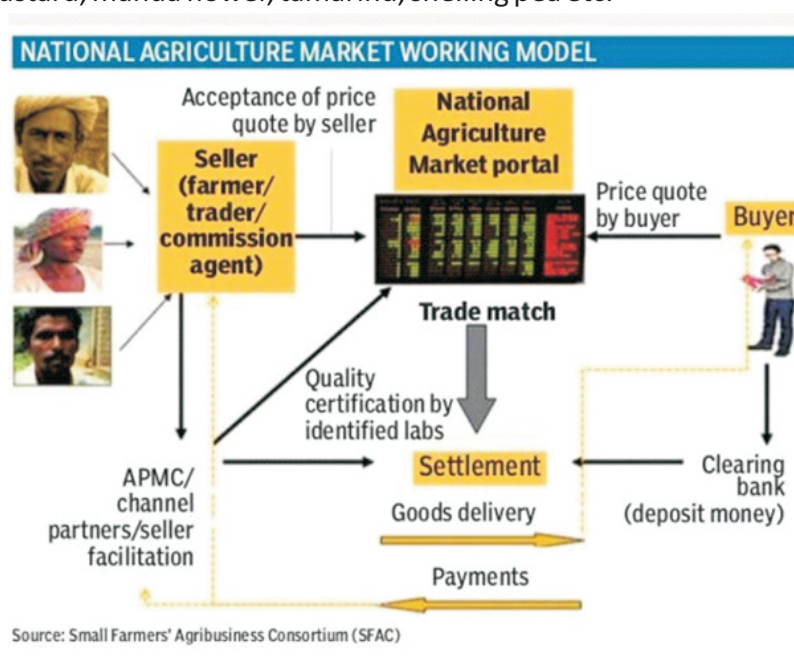 NATIONAL AGRICULTURE MARKET WORKING MODEL
Acceptance of price
quote by seller
National
Agriculture
Market portal
Seller
(farmer/
trader/
commission
agent)
Price quote
by buyer
Buyer
Trade match
Quality
certification by
identified labs
Settlement
APMC/
channel
partners/seller
facilitation
Clearing
bank
(deposit money)
Goods delivery
Payments
Source: Small Farmers' Agribusiness Consortium (SFAC)